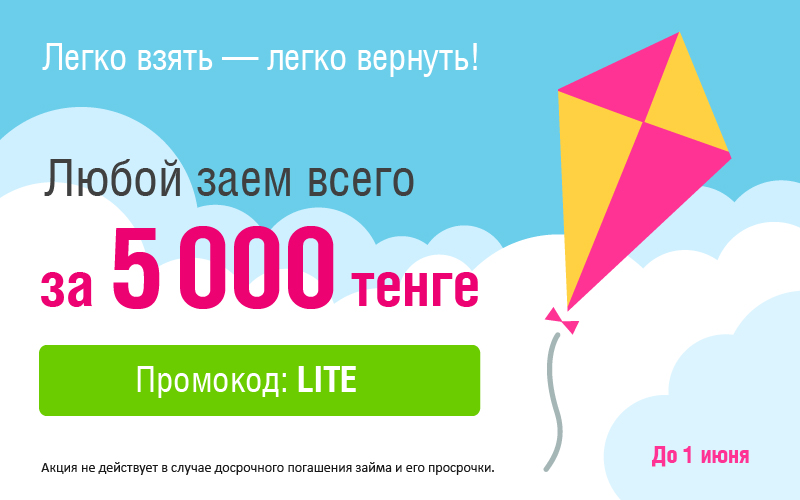 Легко взять — легко вернуть!
Любой заем всего
за 5 000 тенге
Промокод: LITE
До 1 июня
Акция не действует в случае досрочного погашения займа и его просрочки.